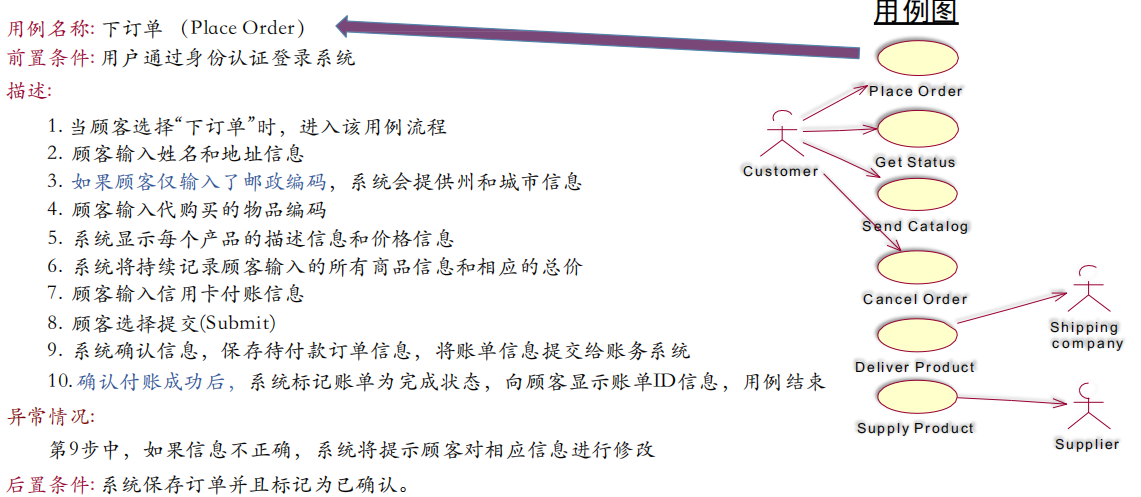 用例名称: 下订单 (Place Order)
前置条件: 用户通过身份认证登录系统
描述:
1. 当顾客选择“下订单”时，进入该用例流程
2. 顾客输入姓名和地址信息
3. 如果顾客仅输入了邮政编码，系统会提供州和城市信息
4. 顾客输入代购买的物品编码
5. 系统显示每个产品的描述信息和价格信息
6. 系统将持续记录顾客输入的所有商品信息和相应的总价
7. 顾客输入信用卡付账信息
8. 顾客选择提交(Submit)
9. 系统确认信息，保存待付款订单信息，将账单信息提交给账务系统
10. 确认付账成功后，系统标记账单为完成状态，向顾客显示账单ID信息，用例结束
异常情况:
第9步中，如果信息不正确，系统将提示顾客对相应信息进行修改
后置条件: 系统保存订单并且标记为已确认。
用例图
Place Order
Get Status
Customer
Send Catalog
Cancel Order
Shipping
company
Deliver Product
Supply Product
Supplier